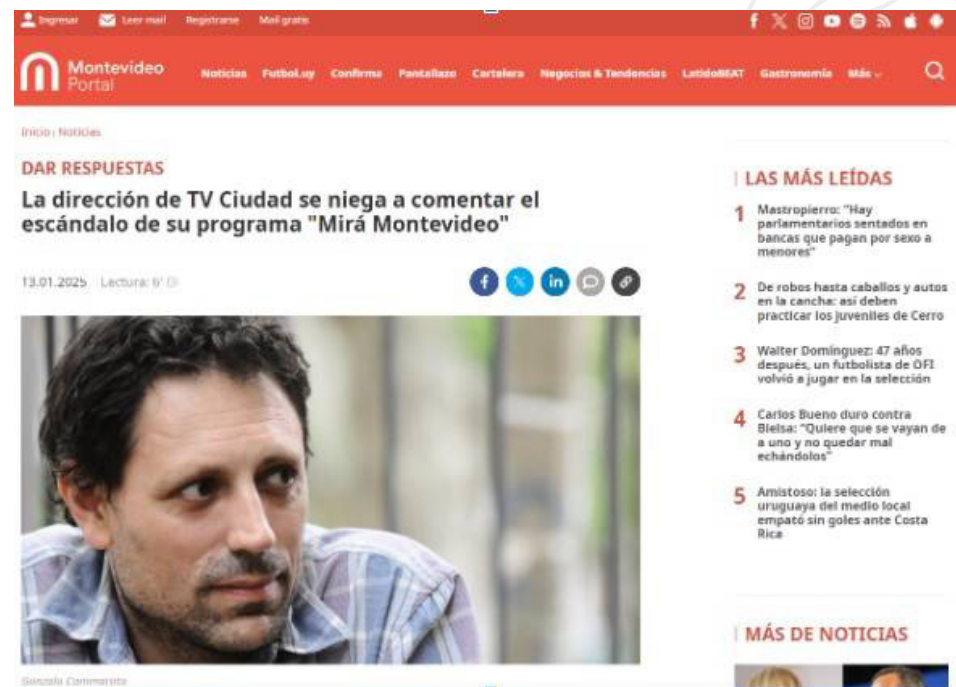 Ingresar Leer mail Registrarse Mail gratis
Montevideo
Portal
Noticias Futbol.uy Confirma Pantallazo Cartelera Negocios & Tendencias LatidoBEAT Gastronomía Más
Inicio | Noticias
DAR RESPUESTAS
La dirección de TV Ciudad se niega a comentar el
escándalo de su programa "Mirá Montevideo"
13.01.2025 Lectura: 6'
Gonzalo Cammarota
LAS MÁS LEÍDAS
1 Mastropierro: "Hay
parlamentarios sentados en
bancas que pagan por sexo a
menores"
2 De robos hasta caballos y autos
en la cancha: así deben
practicar los juveniles de Cerro
3 Walter Domínguez: 47 años
después, un futbolista de OFI
volvió a jugar en la selección
4 Carlos Bueno duro contra
Bielsa: "Quiere que se vayan de
a uno y no quedar mal
echándolos"
5 Amistoso: la selección
uruguaya del medio local
empató sin goles ante Costa
Rica
MÁS DE NOTICIAS